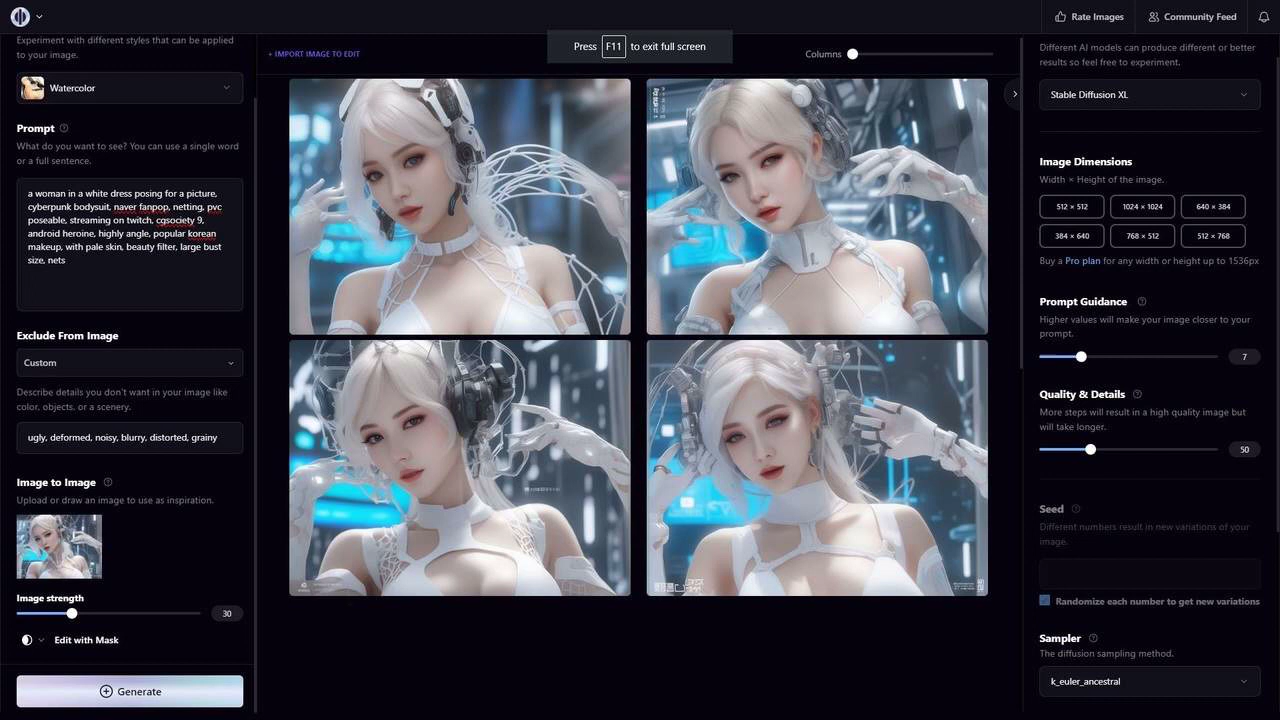 Rate Images
Community Feed
Experiment with different styles that can be applied
to your image.
Watercolor
Prompt
What do you want to see? You can use a single word
or a full sentence.
a woman in a white dress posing for a picture,
cyberpunk bodysuit, naver fanpop, netting, pvc
poseable, streaming on twitch, cgsociety 9,
android heroine, highly angle, popular korean
makeup, with pale skin, beauty filter, large bust
size, nets
Exclude From Image
Custom
Describe details you don't want in your image like
color, objects, or a scenery.
ugly, deformed, noisy, blurry, distorted, grainy
Image to Image
Upload or draw an image to use as inspiration.
Image strength
30
Edit with Mask
Generate
+ IMPORT IMAGE TO EDIT
Press F11 to exit full screen
Columns
Different AI models can produce different or better
results so feel free to experiment.
Stable Diffusion XL
Image Dimensions
Width × Height of the image.
512 × 512
1024 × 1024
640 × 384
384 × 640
768 × 512
512 × 768
Buy a Pro plan for any width or height up to 1536px
Prompt Guidance
Higher values will make your image closer to your
prompt.
7
Quality & Details
More steps will result in a high quality image but
will take longer.
50
Seed
Different numbers result in new variations of your
image.
Randomize each number to get new variations
Sampler
The diffusion sampling method.
k_euler_ancestral